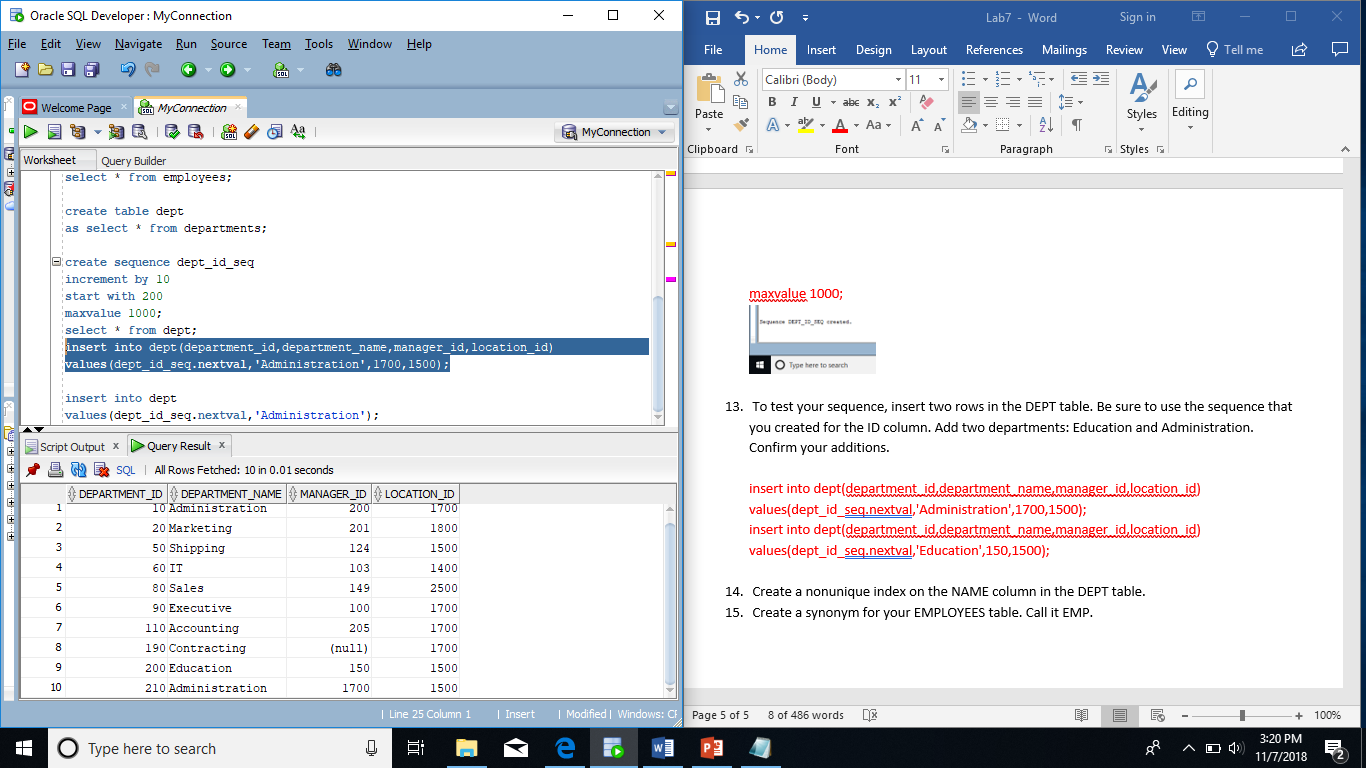 Oracle SQL Developer : MyConnection
File Edit View Navigate Run Source Team Tools Window Help
Welcome Page MyConnection
MyConnection
Worksheet Query Builder
select * from employees;
create table dept
as select * from departments;
create sequence dept_id_seq
increment by 10
start with 200
maxvalue 1000;
select * from dept;
insert into dept(department_id,department_name,manager_id,location_id)
values(dept_id_seq.nextval,'Administration',1700,1500);
insert into dept
values(dept_id_seq.nextval,'Administration');
Script Output Query Result
SQL All Rows Fetched: 10 in 0.01 seconds
DEPARTMENT_ID DEPARTMENT_NAME MANAGER_ID LOCATION_ID
1 10 Administration 200 1700
2 20 Marketing 201 1800
3 50 Shipping 124 1500
4 60 IT 103 1400
5 80 Sales 149 2500
6 90 Executive 100 1700
7 110 Accounting 205 1700
8 190 Contracting (null) 1700
9 200 Education 150 1500
10 210 Administration 1700 1500
Line 25 Column 1 | Insert | Modified | Windows:
Lab7 - Word Sign in
File Home Insert Design Layout References Mailings Review View Tell me
Calibri (Body) 11
Paste
B I U abc x₂ x²
A ab A Aa A A
Styles Editing
Clipboard Font Paragraph Styles
maxvalue 1000;
Sequence DEPT_ID_SEQ created.
Type here to search
13. To test your sequence, insert two rows in the DEPT table. Be sure to use the sequence that
you created for the ID column. Add two departments: Education and Administration.
Confirm your additions.
insert into dept(department_id,department_name,manager_id,location_id)
values(dept_id_seq.nextval,'Administration',1700,1500);
insert into dept(department_id,department_name,manager_id,location_id)
values(dept_id_seq.nextval,'Education',150,1500);
14. Create a nonunique index on the NAME column in the DEPT table.
15. Create a synonym for your EMPLOYEES table. Call it EMP.
Page 5 of 5 8 of 486 words 100%
Type here to search
3:20 PM
11/7/2018
2